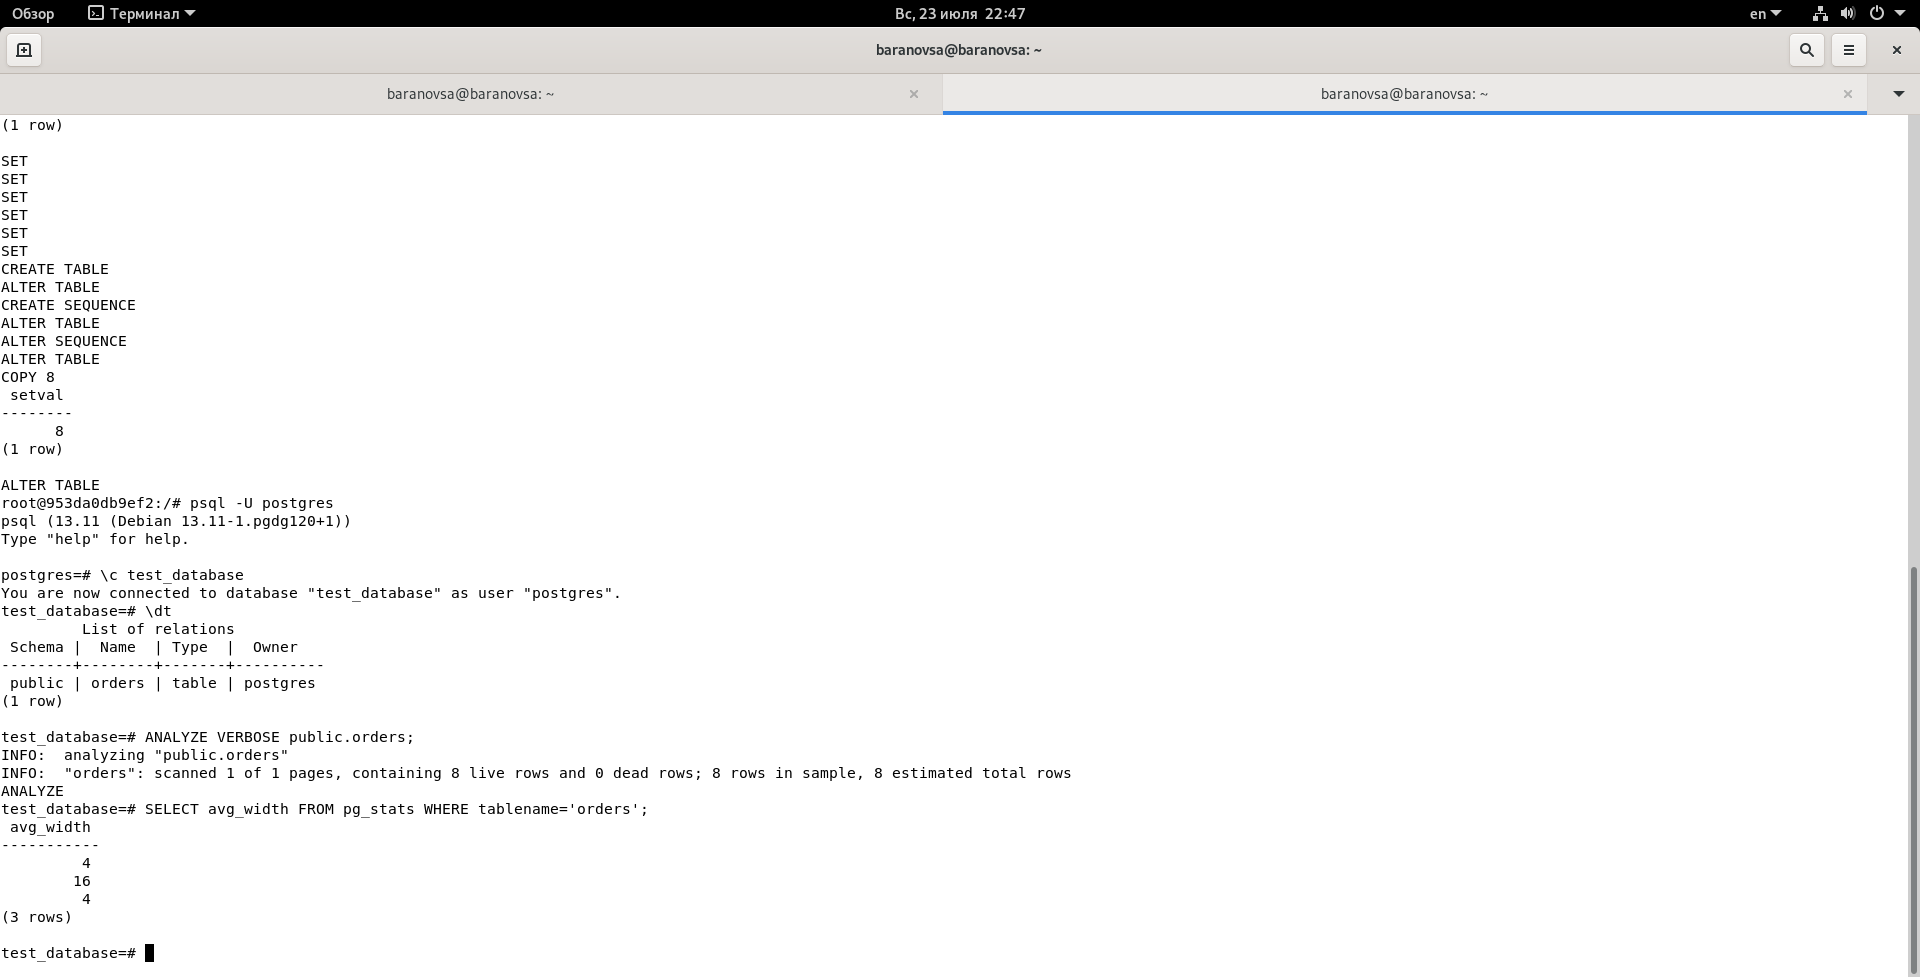 Обзор
Терминал
Вс, 23 июля 22:47
en
baranovsa@baranovsa: ~
baranovsa@baranovsa: ~
baranovsa@baranovsa: ~
(1 row)
SET
SET
SET
SET
SET
SET
CREATE TABLE
ALTER TABLE
CREATE SEQUENCE
ALTER TABLE
ALTER SEQUENCE
ALTER TABLE
COPY 8
 setval
--------
      8
(1 row)
ALTER TABLE
root@953da0db9ef2:/# psql -U postgres
psql (13.11 (Debian 13.11-1.pgdg120+1))
Type "help" for help.
postgres=# \c test_database
You are now connected to database "test_database" as user "postgres".
test_database=# \dt
         List of relations
 Schema |  Name  | Type  |  Owner
--------+--------+-------+----------
 public | orders | table | postgres
(1 row)
test_database=# ANALYZE VERBOSE public.orders;
INFO:  analyzing "public.orders"
INFO:  "orders": scanned 1 of 1 pages, containing 8 live rows and 0 dead rows; 8 rows in sample, 8 estimated total rows
ANALYZE
test_database=# SELECT avg_width FROM pg_stats WHERE tablename='orders';
 avg_width
-----------
         4
        16
         4
(3 rows)
test_database=#